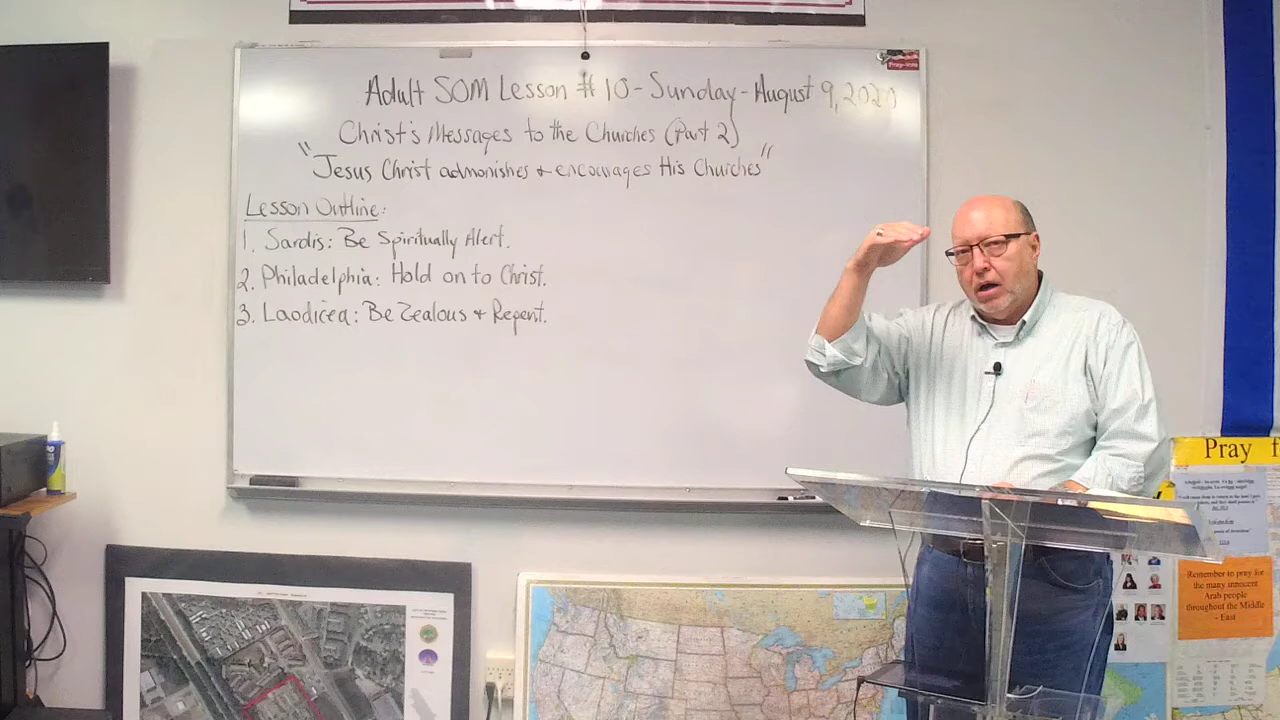 Adult SOM Lesson # 10 - Sunday - August 9, 2020
Christ's Messages to the Churches (Part 2)
"Jesus Christ admonishes & encourages His Churches"
Lesson Outline:
1. Sardis: Be Spiritually Alert.
2. Philadelphia: Hold on to Christ.
3. Laodicea: Be Zealous & Repent.
Pray f
Remember to pray for
the many innocent
Arab people
throughout the Middle
- East